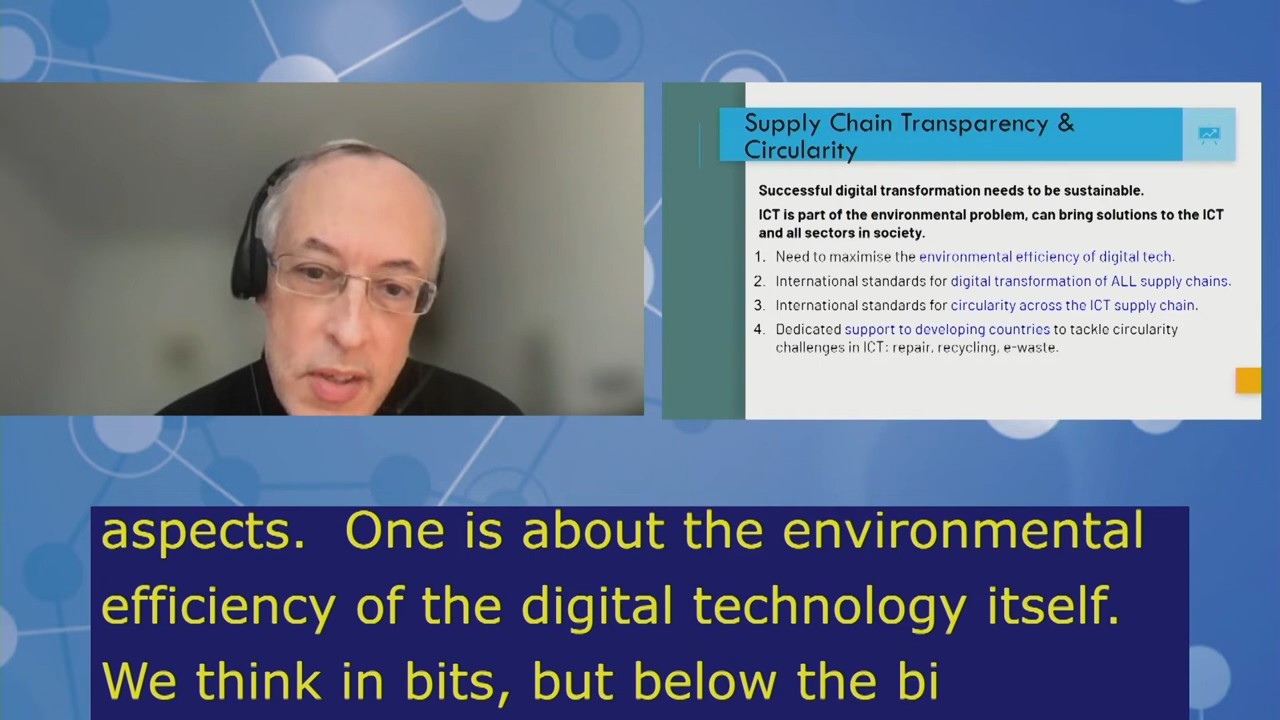 Supply Chain Transparency &
Circularity
Successful digital transformation needs to be sustainable.
ICT is part of the environmental problem, can bring solutions to the ICT
and all sectors in society.
1. Need to maximise the environmental efficiency of digital tech.
2. International standards for digital transformation of ALL supply chains.
3. International standards for circularity across the ICT supply chain.
4. Dedicated support to developing countries to tackle circularity
challenges in ICT: repair, recycling, e-waste.
aspects. One is about the environmental
efficiency of the digital technology itself.
We think in bits, but below the bi